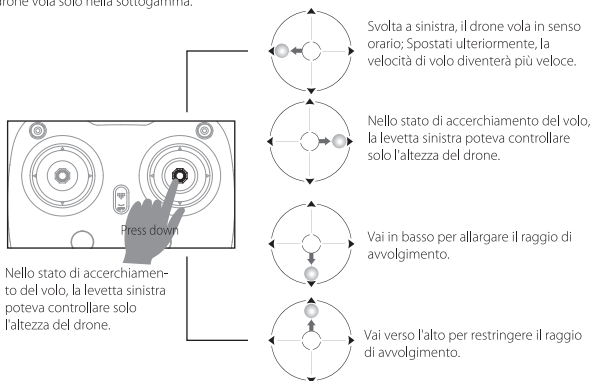 drone vola solo nella sottogamma.
Svolta a sinistra, il drone vola in senso
orario; Spostati ulteriormente, la
velocità di volo diventerà più veloce.
Nello stato di accerchiamento del volo,
la levetta sinistra poteva controllare
solo l'altezza del drone.
Press down
Nello stato di accerchiamen-
to del volo, la levetta sinistra
poteva controllare solo
l'altezza del drone.
Vai in basso per allargare il raggio di
avvolgimento.
Vai verso l'alto per restringere il raggio
di avvolgimento.